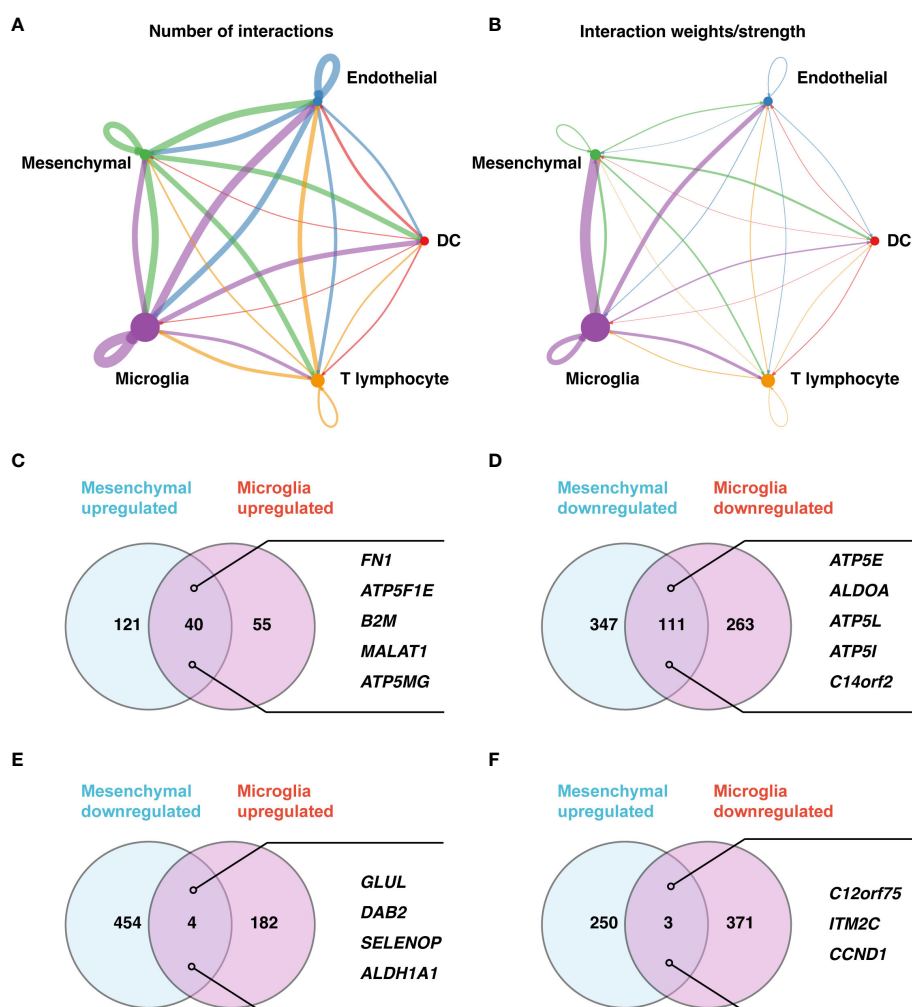 A
Number of interactions
Endothelial
Mesenchymal
DC
Microglia
T lymphocyte
B
Interaction weights/strength
Endothelial
Mesenchymal
DC
Microglia
T lymphocyte
C
Mesenchymal
upregulated
Microglia
upregulated
121
40
55
FN1
ATP5F1E
B2M
MALAT1
ATP5MG
D
Mesenchymal
downregulated
Microglia
downregulated
347
111
263
ATP5E
ALDOA
ATP5L
ATP5I
C14orf2
E
Mesenchymal
downregulated
Microglia
upregulated
454
4
182
GLUL
DAB2
SELENOP
ALDH1A1
F
Mesenchymal
upregulated
Microglia
downregulated
250
3
371
C12orf75
ITM2C
CCND1